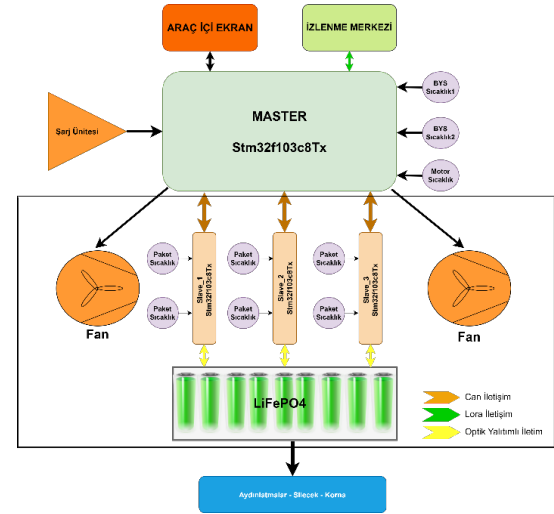 ARAÇ İÇİ EKRAN
İZLENME MERKEZİ
MASTER
Stm32f103c8Tx
Şarj Ünitesi
BYS
Sıcaklık1
BYS
Sıcaklık2
Motor
Sıcaklık
Paket
Sıcaklık
Paket
Sıcaklık
Paket
Sıcaklık
Paket
Sıcaklık
Paket
Sıcaklık
Paket
Sıcaklık
Slave_1
Stm32f103c8Tx
Slave_2
Stm32f103c8Tx
Slave_3
Stm32f103c8Tx
Fan
Fan
LiFePO4
Can İletişim
Lora İletişim
Optik Yalıtımlı İletim
Aydınlatmalar - Silecek - Korna